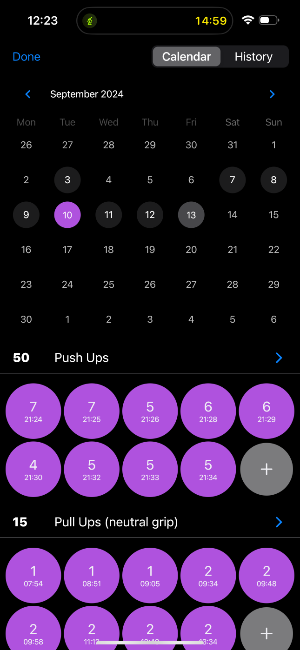 12:23 14:59
Done Calendar History
September 2024
Mon Tue Wed Thu Fri Sat Sun
26 27 28 29 30 31 1
2 3 4 5 6 7 8
9 10 11 12 13 14 15
16 17 18 19 20 21 22
23 24 25 26 27 28 29
30 1 2 3 4 5 6
50 Push Ups
7 7 5 6 6
21:24 21:25 21:26 21:28 21:29
4 5 5 5 +
21:30 21:32 21:33 21:34
15 Pull Ups (neutral grip)
1 1 1 2 2
07:54 08:51 09:05 09:34 09:48
2 2 2 2 +
09:58